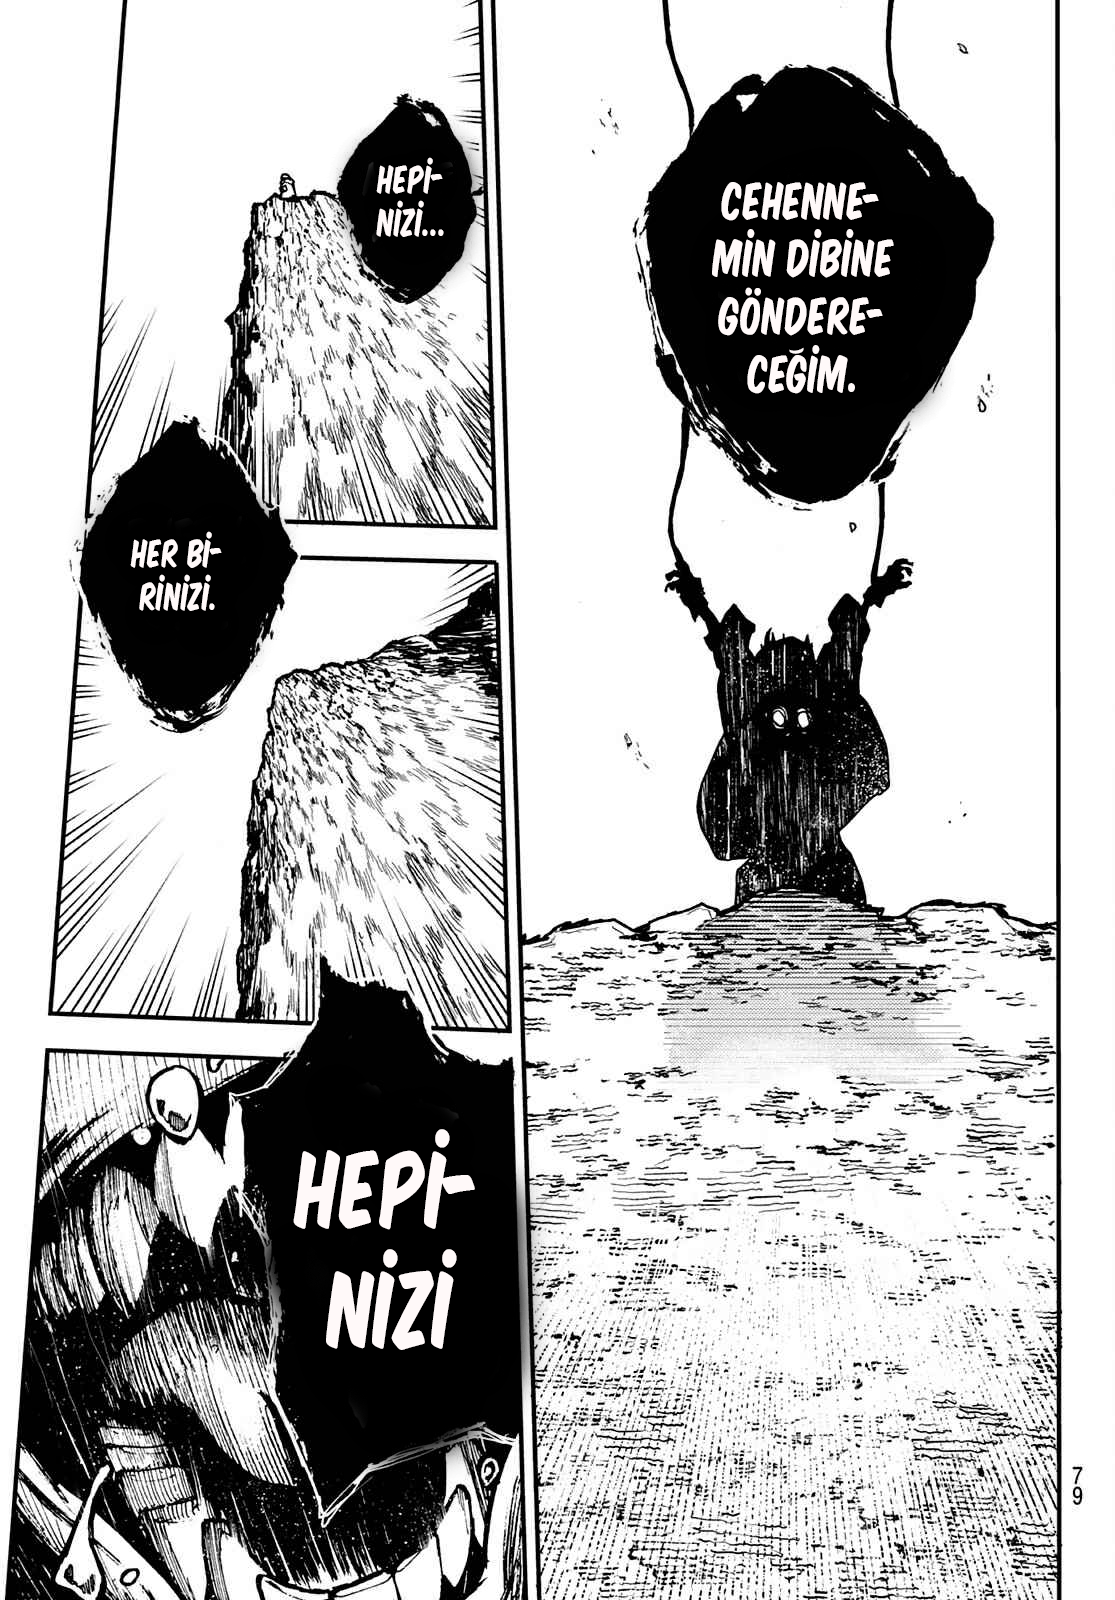 CEHENNE-
MİN DİBİNE
GÖNDERE-
CEĞİM.
HEPİ-
NİZİ...
HER Bİ-
RİNİZİ.
HEPİ-
NİZİ
79